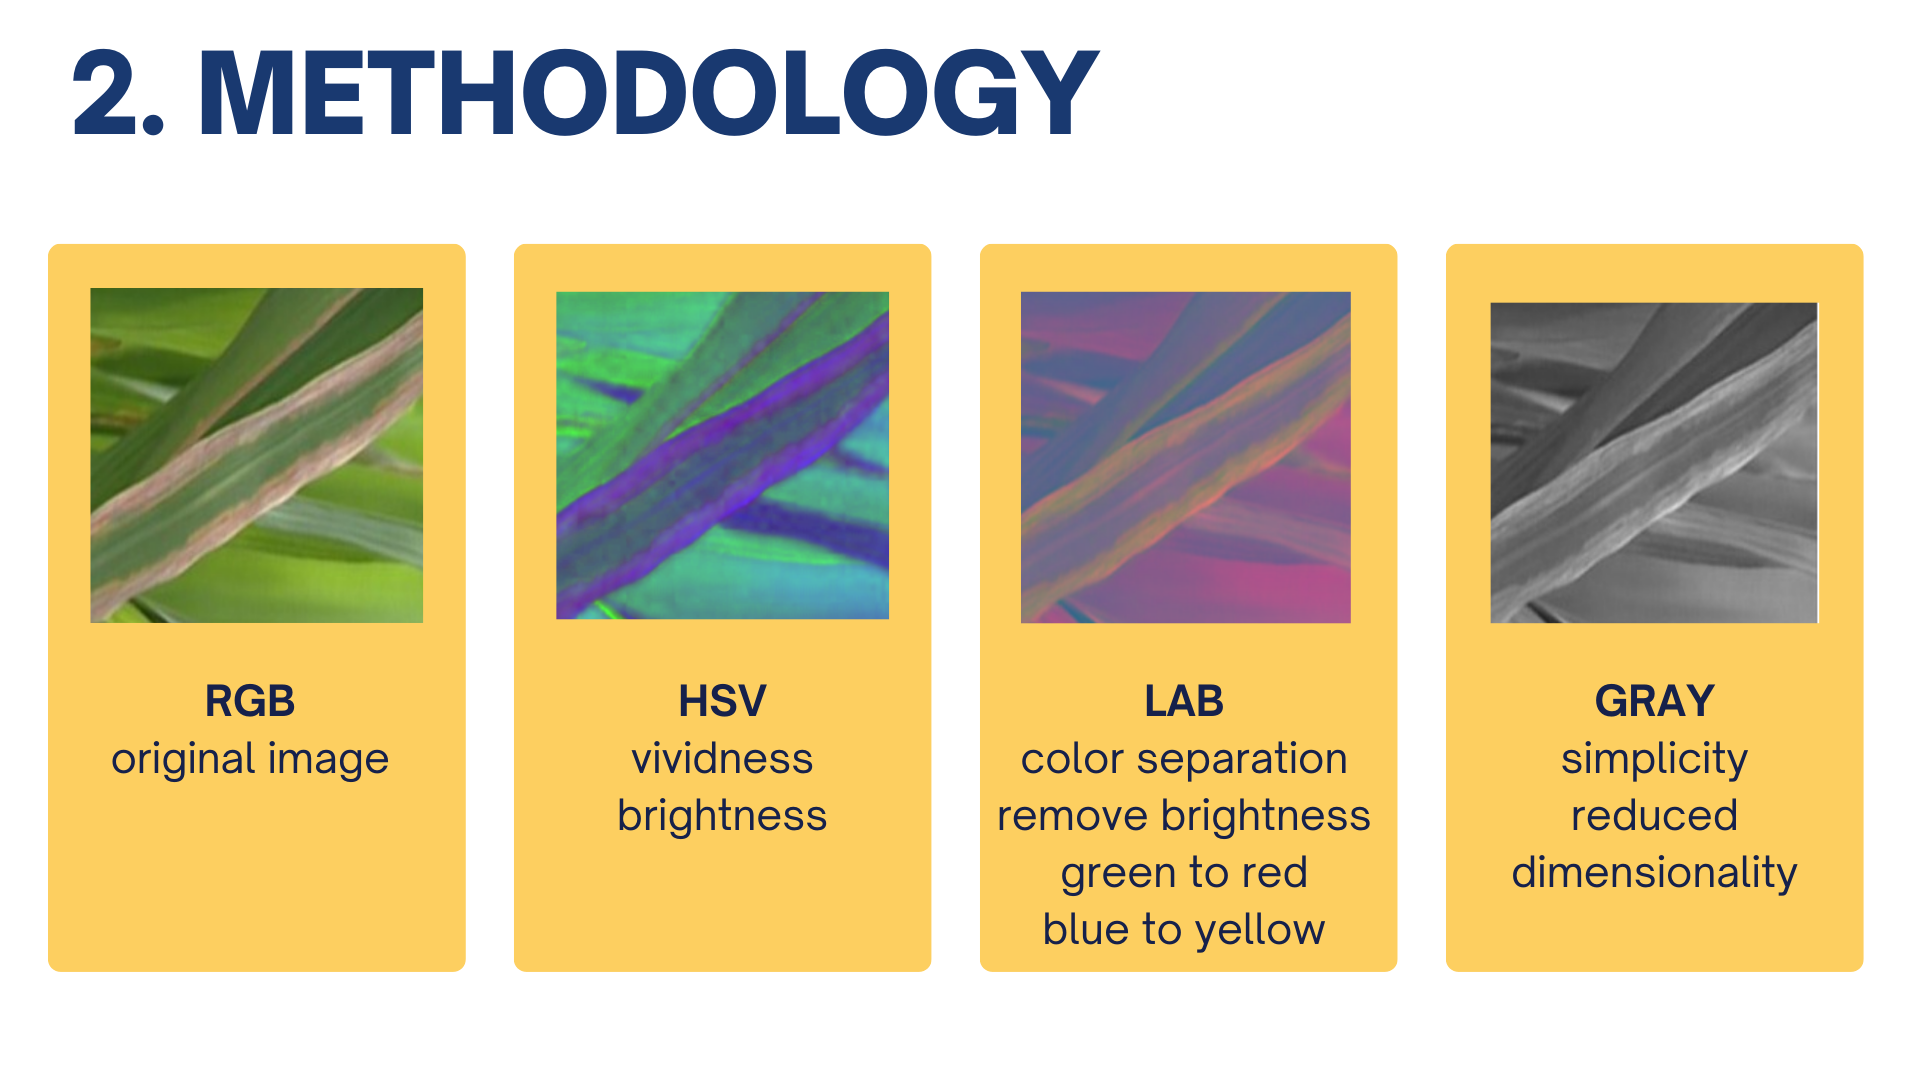 2. METHODOLOGY
RGB
original image
HSV
vividness
brightness
LAB
color separation
remove brightness
green to red
blue to yellow
GRAY
simplicity
reduced
dimensionality